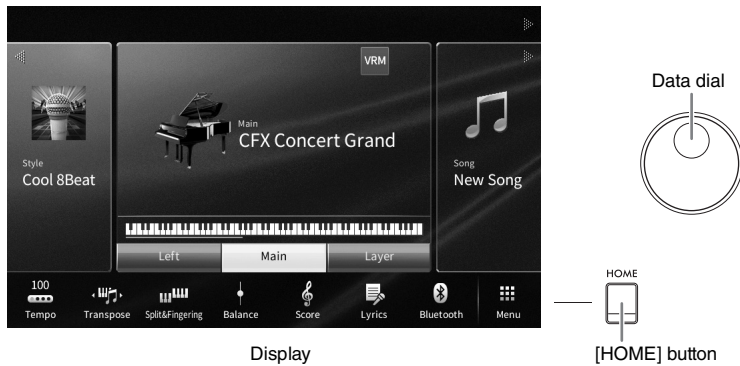 VRM
Main
CFX Concert Grand
Style
Cool 8Beat
Song
New Song
Left
Main
Layer
100
Tempo
Transpose
Split&Fingering
Balance
Score
Lyrics
Bluetooth
Menu
Display
Data dial
HOME
[HOME] button